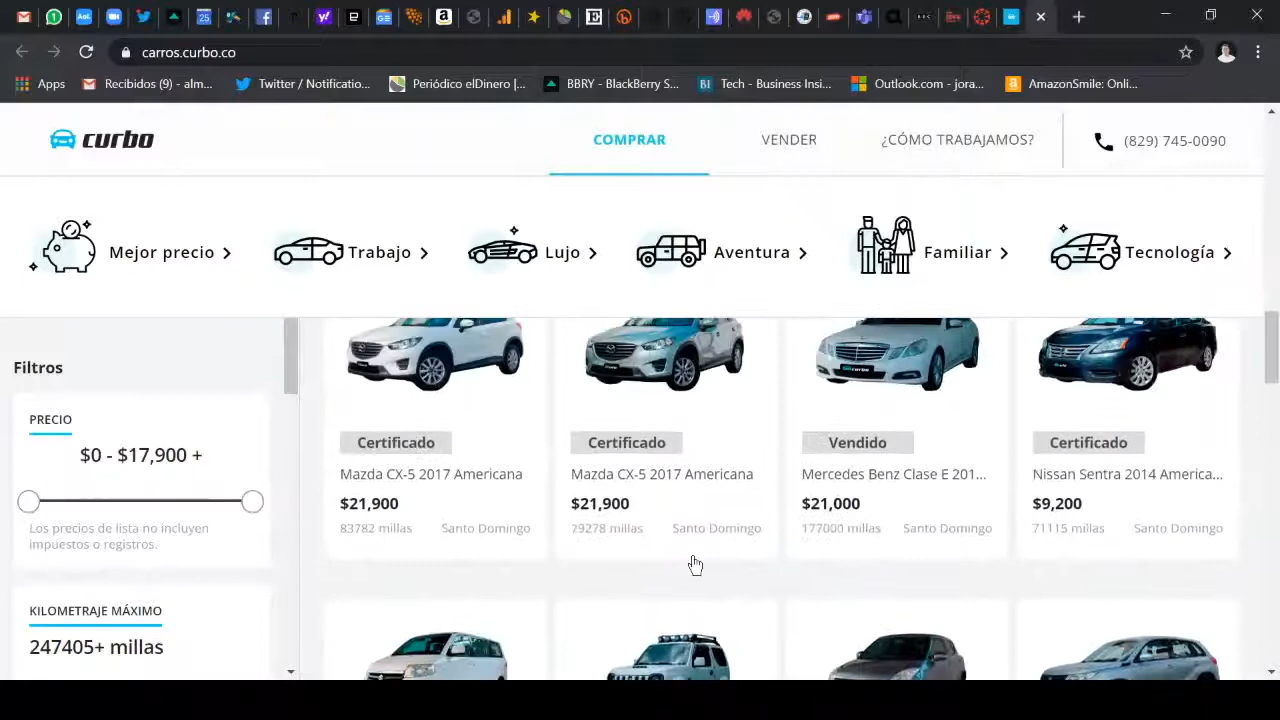 carros.curbo.co
Apps
Recibidos (9) - alm...
Twitter / Notificatio...
Periódico elDinero |...
BBRY - BlackBerry S...
Tech - Business Insi...
Outlook.com - jora...
AmazonSmile: Onli...
curbo
COMPRAR
VENDER
¿CÓMO TRABAJAMOS?
(829) 745-0090
Mejor precio
Trabajo
Lujo
Aventura
Familiar
Tecnología
Filtros
PRECIO
$0 - $17,900 +
Los precios de lista no incluyen
impuestos o registros.
KILOMETRAJE MÁXIMO
247405+ millas
Certificado
Mazda CX-5 2017 Americana
$21,900
83782 millas Santo Domingo
Certificado
Mazda CX-5 2017 Americana
$21,900
79278 millas Santo Domingo
Vendido
Mercedes Benz Clase E 201...
$21,000
177000 millas Santo Domingo
Certificado
Nissan Sentra 2014 America...
$9,200
71115 millas Santo Domingo